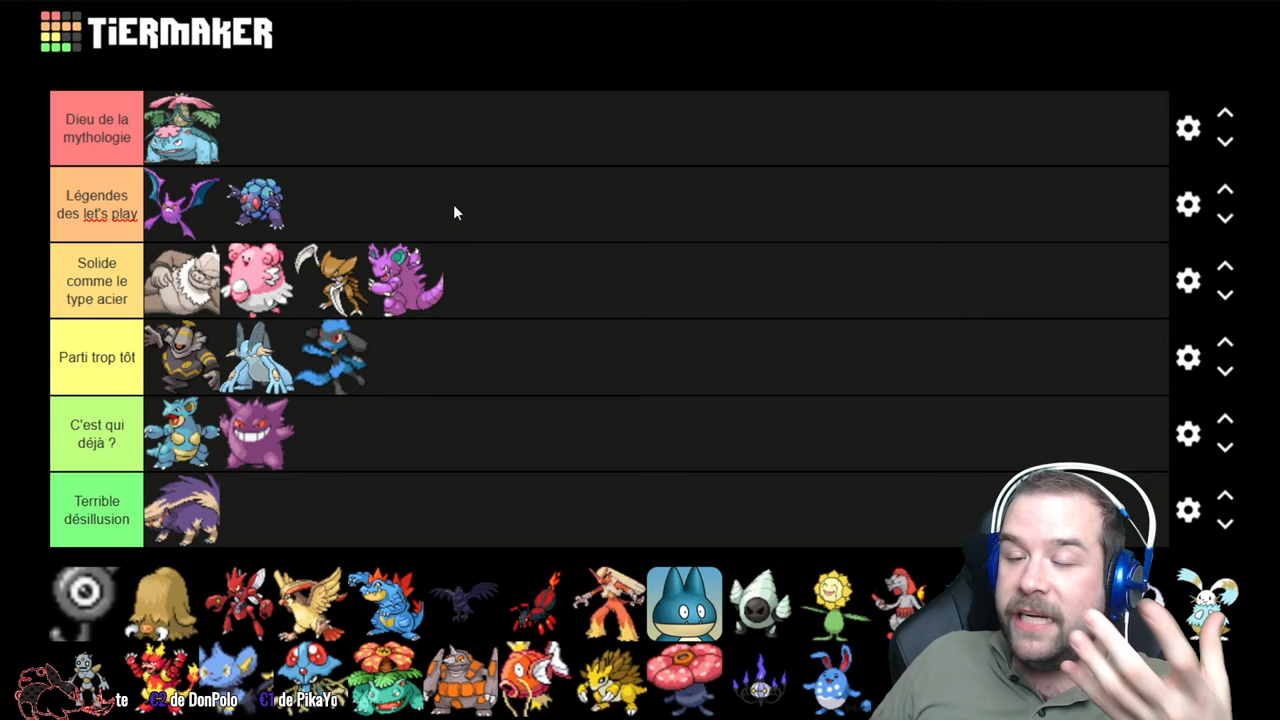 TiERMAKER
Dieu de la
mythologie
Légendes
des let's play
Solide
comme le
type acier
Parti trop tôt
C'est qui
déjà ?
Terrible
désillusion
te €2 de DonPolo €1 de PikaYo